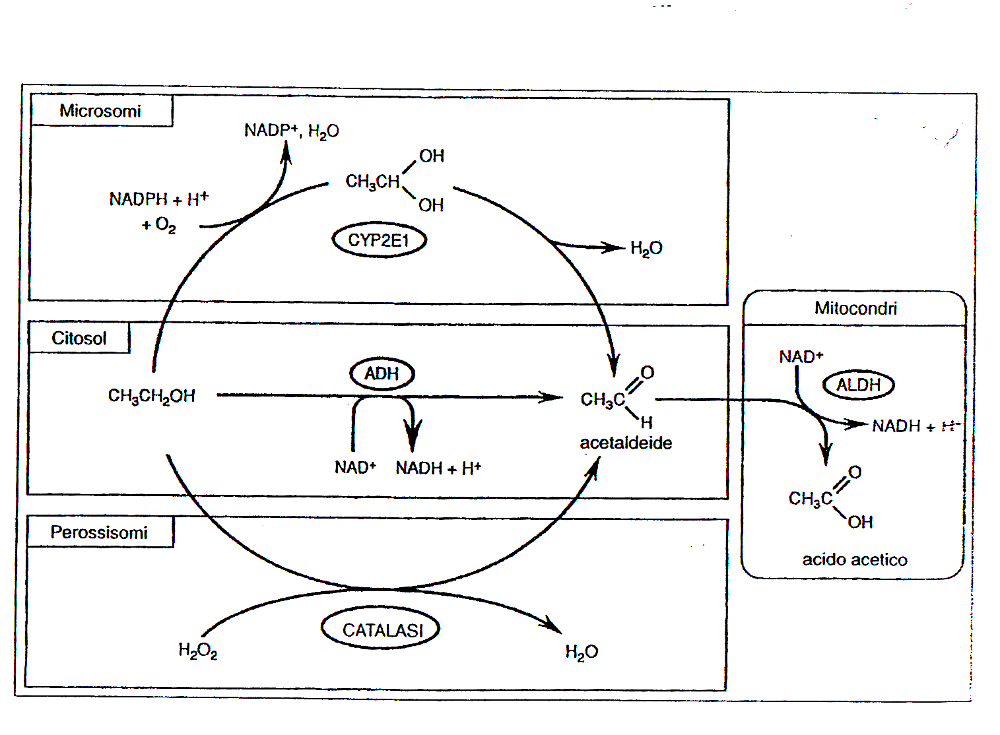 Microsomi
NADP+, H2O
OH
CH3CH
OH
NADPH + H+
+ O2
CYP2E1
H2O
Mitocondri
Citosol
NAD+
ADH
ALDH
CH3CH2OH
O
CH3C
H
acetaldeide
NADH + H+
NAD+ NADH + H+
O
CH3C
OH
acido acetico
Perossisomi
CATALASI
H2O2
H2O